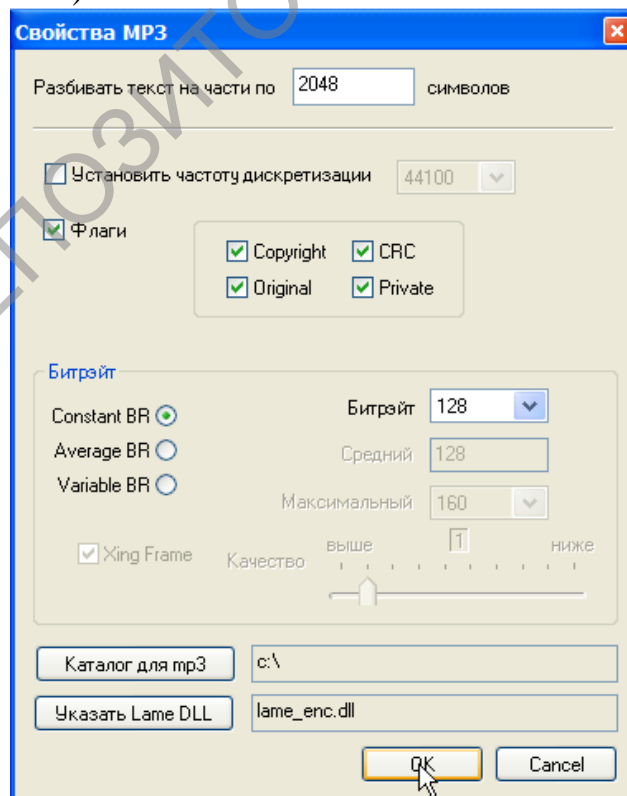 )
Свойства MP3
Разбивать текст на части по 2048 символов
Установить частоту дискретизации 44100
Флаги
Copyright CRC
Original Private
Битрэйт
Constant BR Битрэйт 128
Average BR Средний 128
Variable BR
Максимальный 160
Xing Frame Качество выше 1 ниже
Каталог для mp3 c:\
Указать Lame DLL lame_enc.dll
OK Cancel